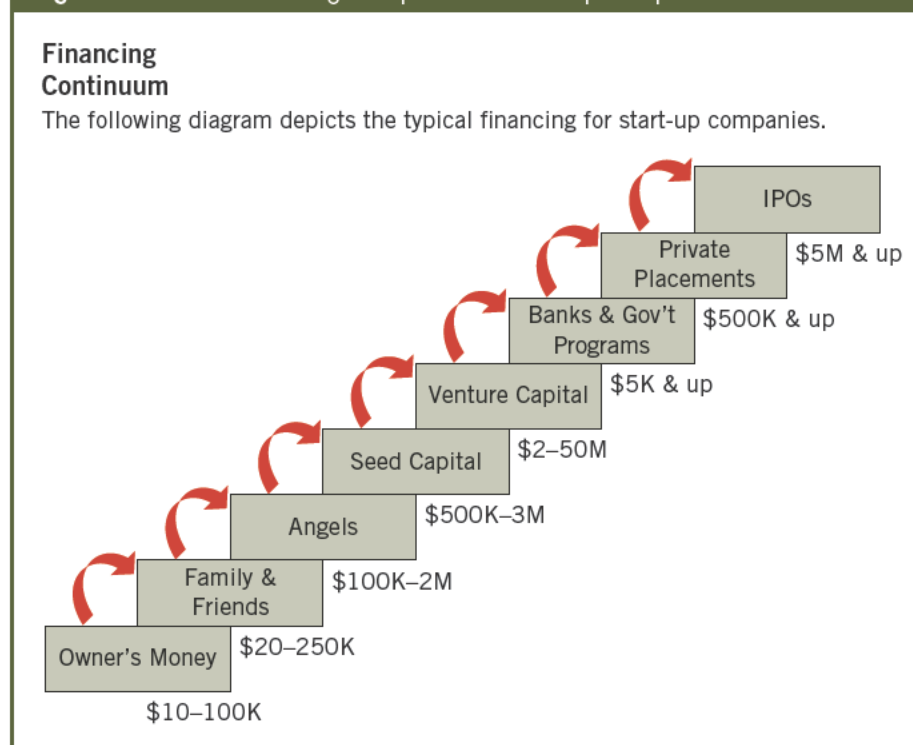 Financing
Continuum
The following diagram depicts the typical financing for start-up companies.
IPOs
$5M & up
Private
Placements
$500K & up
Banks & Gov't
Programs
$5K & up
Venture Capital
$2–50M
Seed Capital
$500K–3M
Angels
$100K–2M
Family &
Friends
$20–250K
Owner's Money
$10–100K